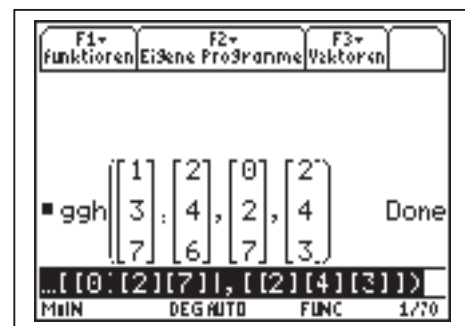 F1▾ F2▾ F3▾
Funktionen Eigene Programme Vektoren
▪ggh([1] [2] [0] [2])
[3], [4], [2], [4] Done
[7] [6] [7] [3]
...[[0][2][7]],[[2][4][3]])
MAIN DEG AUTO FUNC 1/70